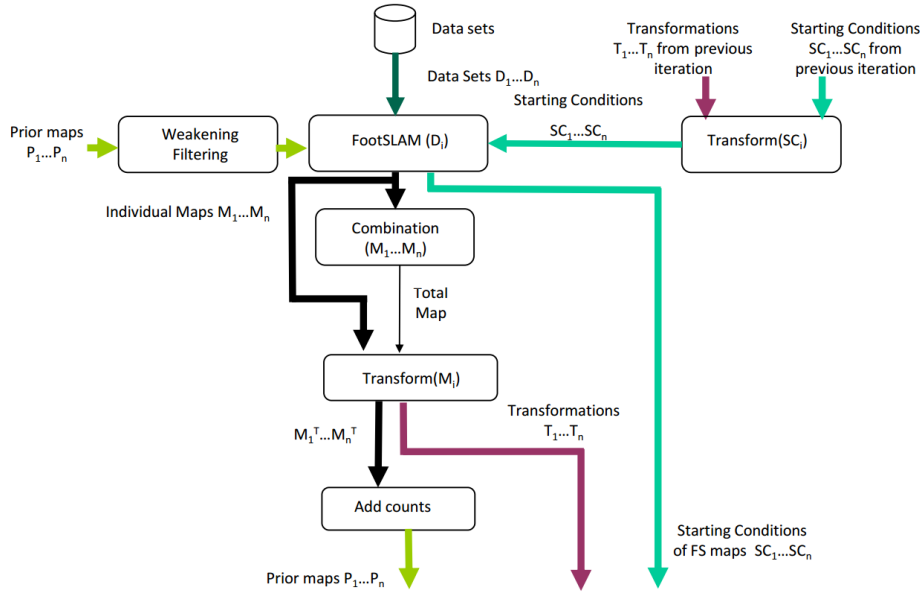 Data sets
Transformations
T₁...Tₙ from previous
iteration
Starting Conditions
SC₁...SCₙ from
previous iteration
Data Sets D₁...Dₙ
Starting Conditions
SC₁...SCₙ
Prior maps
P₁...Pₙ
Weakening
Filtering
FootSLAM (Dᵢ)
Transform(SCᵢ)
Individual Maps M₁...Mₙ
Combination
(M₁...Mₙ)
Total
Map
Transform(Mᵢ)
M₁ᵀ...Mₙᵀ
Transformations
T₁...Tₙ
Add counts
Starting Conditions
of FS maps SC₁...SCₙ
Prior maps P₁...Pₙ